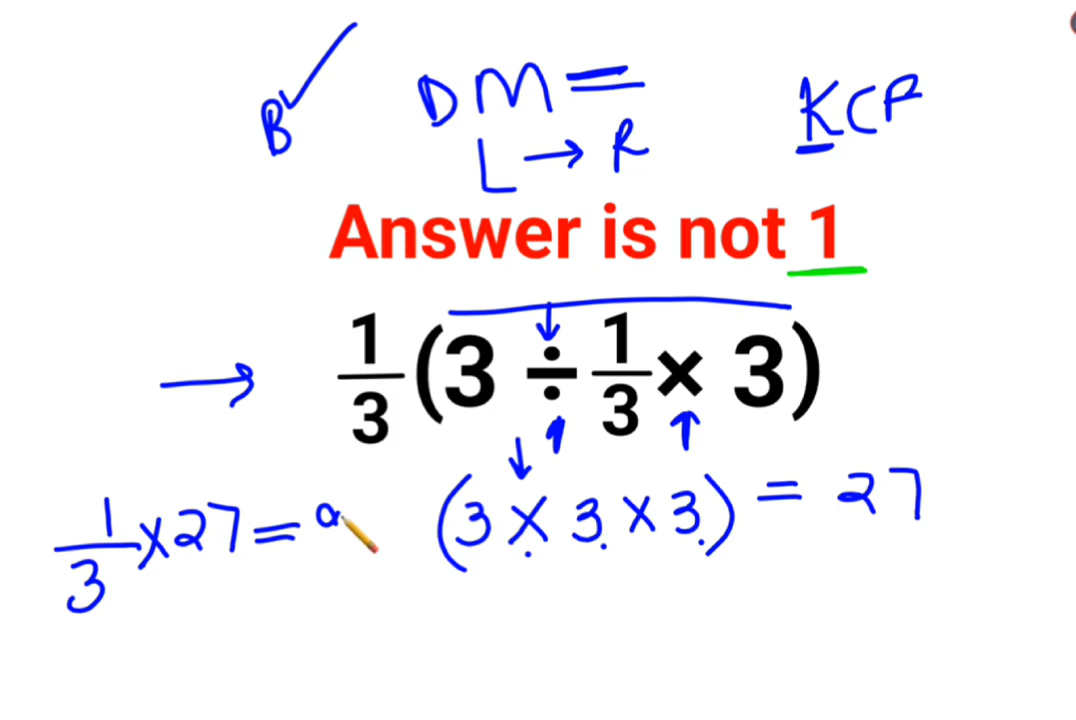 B DM= KCF
L → R
Answer is not 1
→ 1/3 (3 ÷ 1/3 × 3)
1/3 × 27 = (3 × 3 × 3) = 27